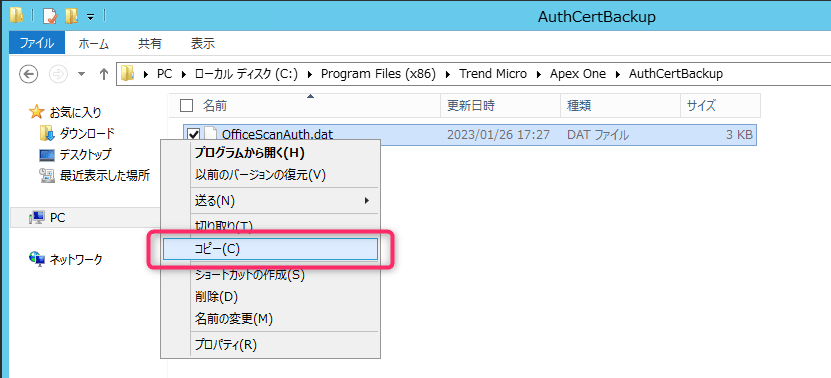 AuthCertBackup
ファイル ホーム 共有 表示
PC ローカル ディスク (C:) Program Files (x86) Trend Micro Apex One AuthCertBackup
お気に入り
ダウンロード
デスクトップ
最近表示した場所
PC
ネットワーク
名前 更新日時 種類 サイズ
OfficeScanAuth.dat 2023/01/26 17:27 DAT ファイル 3 KB
プログラムから開く(H)
以前のバージョンの復元(V)
送る(N)
切り取り(T)
コピー(C)
ショートカットの作成(S)
削除(D)
名前の変更(M)
プロパティ(R)